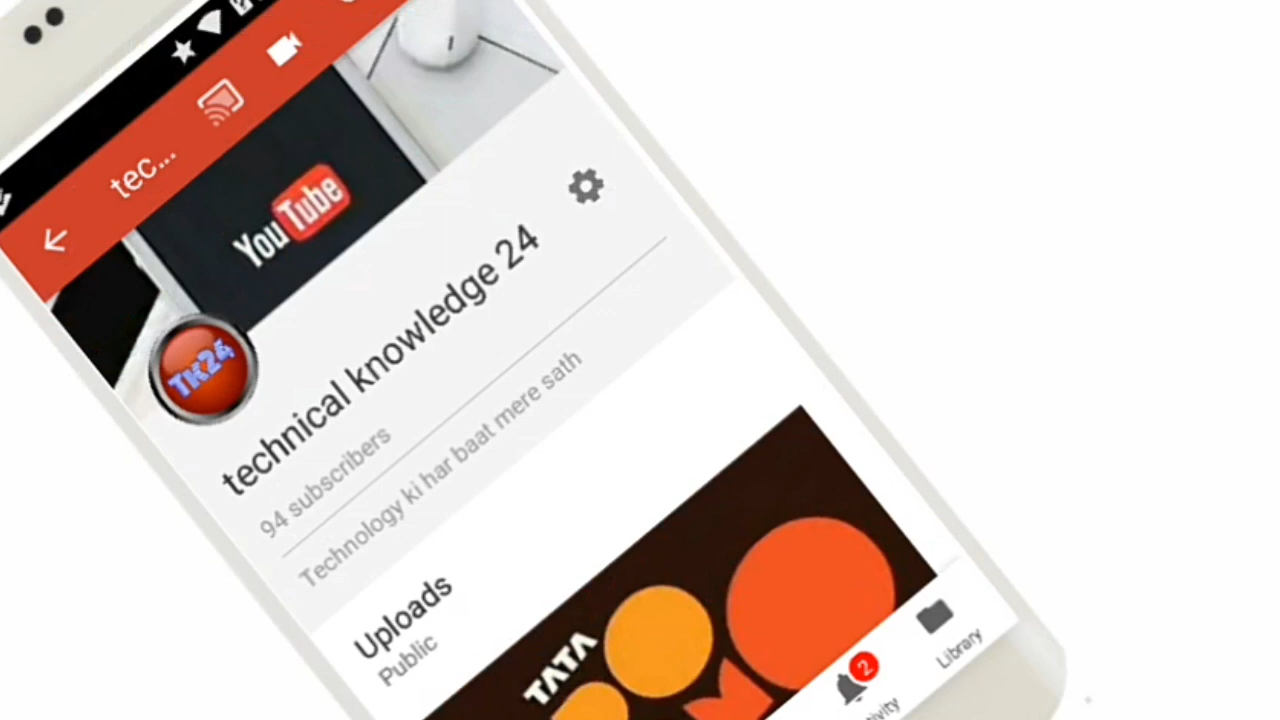 tec...
YouTube
TK24
technical knowledge 24
94 subscribers
Technology ki har baat mere sath
Uploads
Public
TATA
2
Library